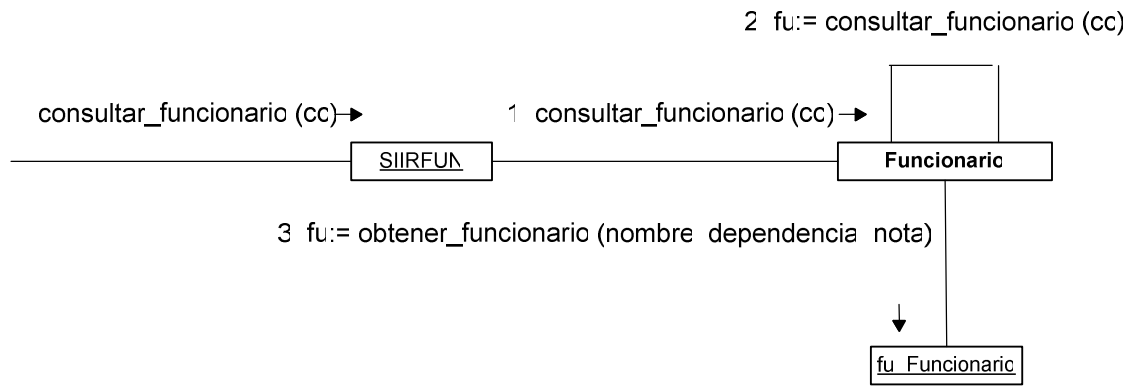 2 fu:= consultar_funcionario (cc)
consultar_funcionario (cc)
1 consultar_funcionario (cc)
SIIRFUN
Funcionario
3 fu:= obtener_funcionario (nombre dependencia nota)
fu Funcionario